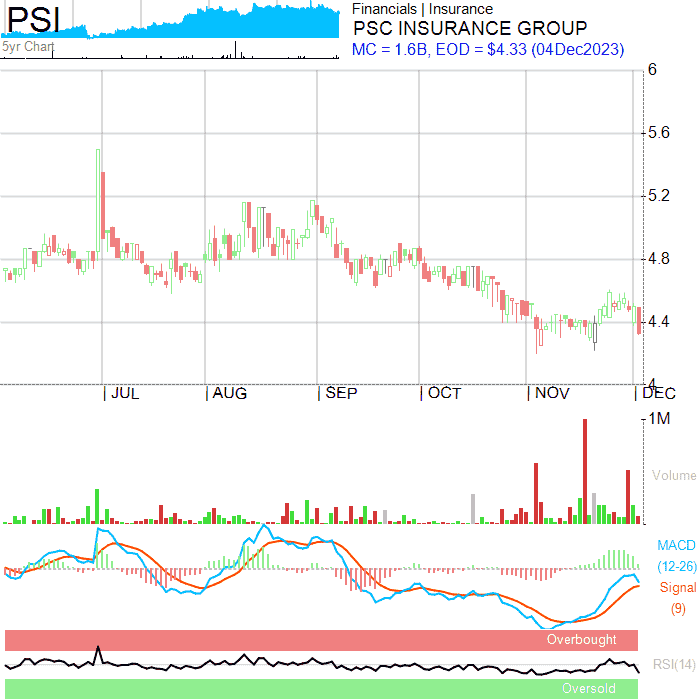 PSI
5yr Chart
Financials | Insurance
PSC INSURANCE GROUP
MC = 1.6B, EOD = $4.33 (04Dec2023)
6
5.6
5.2
4.8
4.4
4
JUL
AUG
SEP
OCT
NOV
DEC
1M
Volume
MACD
(12-26)
Signal
(9)
Overbought
RSI(14)
Oversold